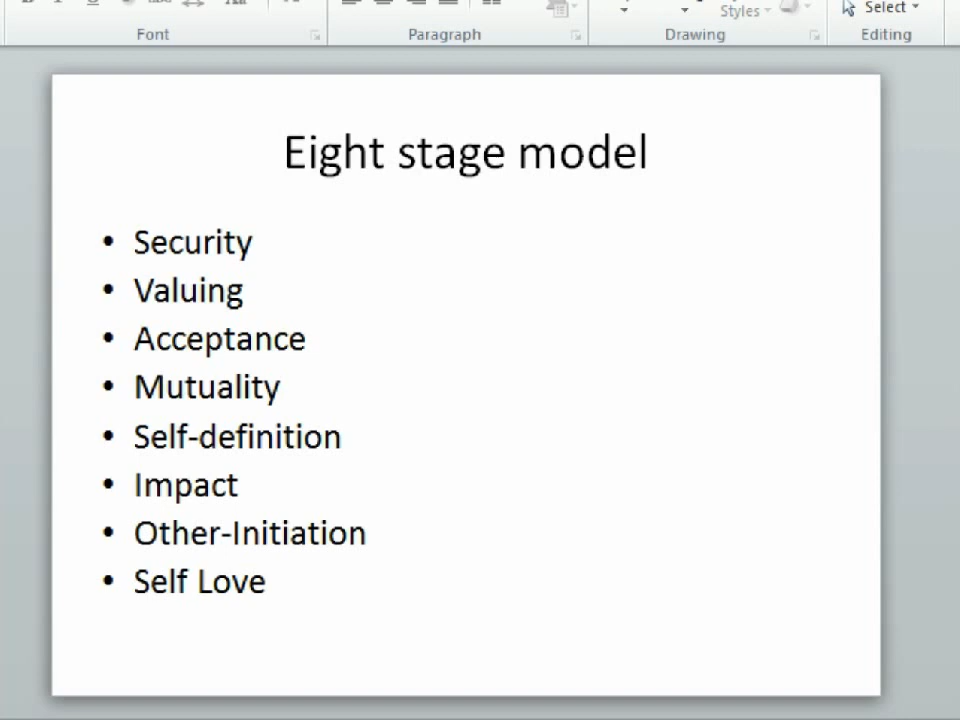 Styles
Select
Font
Paragraph
Drawing
Editing
Eight stage model
• Security
• Valuing
• Acceptance
• Mutuality
• Self-definition
• Impact
• Other-Initiation
• Self Love